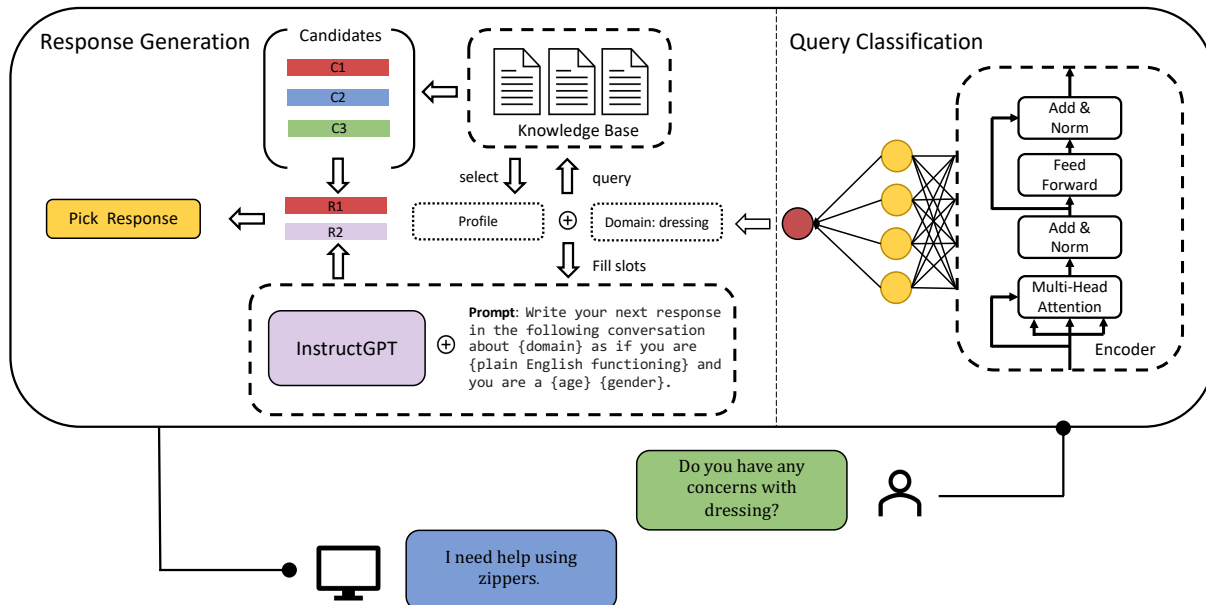 Response Generation
Candidates
C1
C2
C3
Knowledge Base
select
query
Pick Response
R1
R2
Profile
Domain: dressing
Fill slots
InstructGPT
Prompt: Write your next response
in the following conversation
about {domain} as if you are
{plain English functioning} and
you are a {age} {gender}.
Query Classification
Add &
Norm
Feed
Forward
Add &
Norm
Multi-Head
Attention
Encoder
Do you have any
concerns with
dressing?
I need help using
zippers.